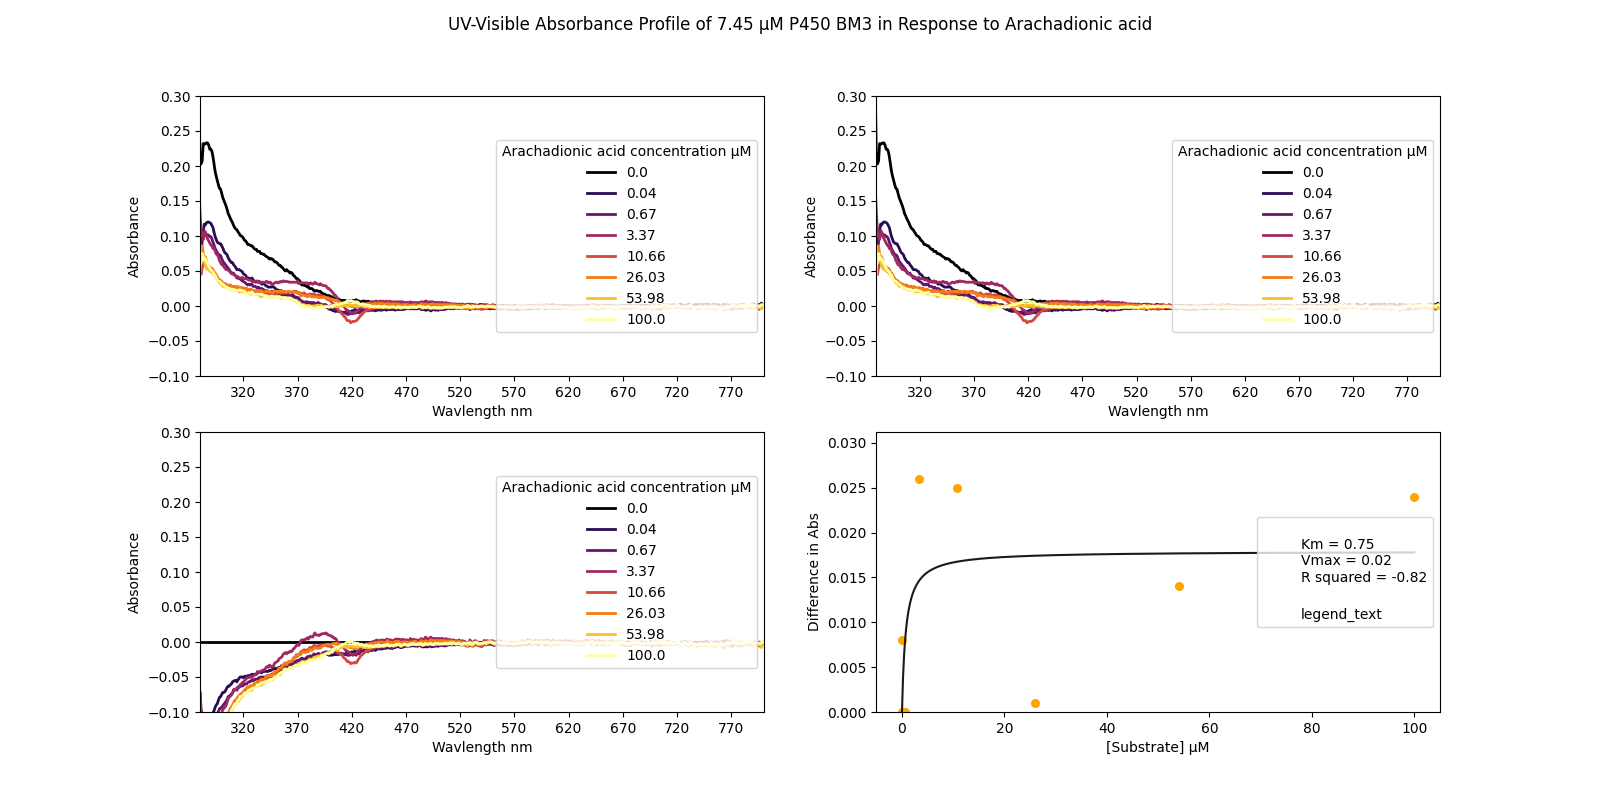 UV-Visible Absorbance Profile of 7.45 µM P450 BM3 in Response to Arachadionic acid
0.30
0.25
0.20
0.15
0.10
0.05
0.00
−0.05
−0.10
Absorbance
Arachadionic acid concentration µM
0.0
0.04
0.67
3.37
10.66
26.03
53.98
100.0
320 370 420 470 520 570 620 670 720 770
Wavlength nm
0.30
0.25
0.20
0.15
0.10
0.05
0.00
−0.05
−0.10
Absorbance
Arachadionic acid concentration µM
0.0
0.04
0.67
3.37
10.66
26.03
53.98
100.0
320 370 420 470 520 570 620 670 720 770
Wavlength nm
0.30
0.25
0.20
0.15
0.10
0.05
0.00
−0.05
−0.10
Absorbance
Arachadionic acid concentration µM
0.0
0.04
0.67
3.37
10.66
26.03
53.98
100.0
320 370 420 470 520 570 620 670 720 770
Wavlength nm
0.030
0.025
0.020
0.015
0.010
0.005
0.000
Difference in Abs
Km = 0.75
Vmax = 0.02
R squared = -0.82
legend_text
0 20 40 60 80 100
[Substrate] µM